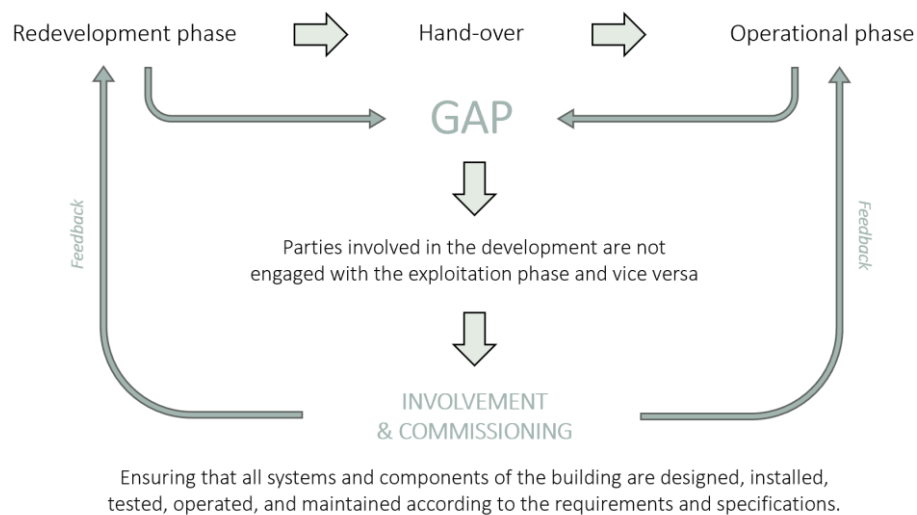 Redevelopment phase
Hand-over
Operational phase
GAP
Feedback
Feedback
Parties involved in the development are not
engaged with the exploitation phase and vice versa
INVOLVEMENT
& COMMISSIONING
Ensuring that all systems and components of the building are designed, installed,
tested, operated, and maintained according to the requirements and specifications.